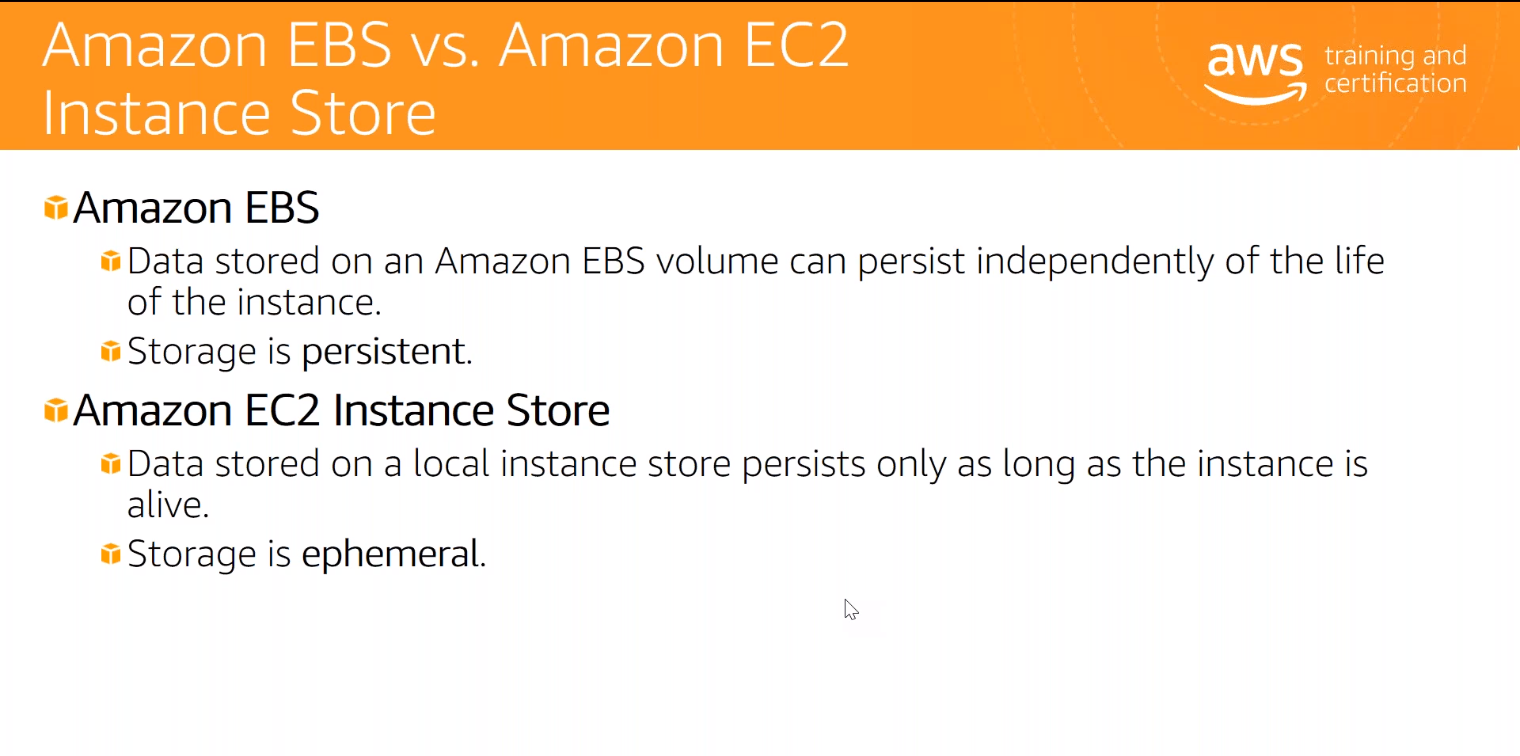 Amazon EBS vs. Amazon EC2
Instance Store
aws
training and
certification
Amazon EBS
Data stored on an Amazon EBS volume can persist independently of the life
of the instance.
Storage is persistent.
Amazon EC2 Instance Store
Data stored on a local instance store persists only as long as the instance is
alive.
Storage is ephemeral.